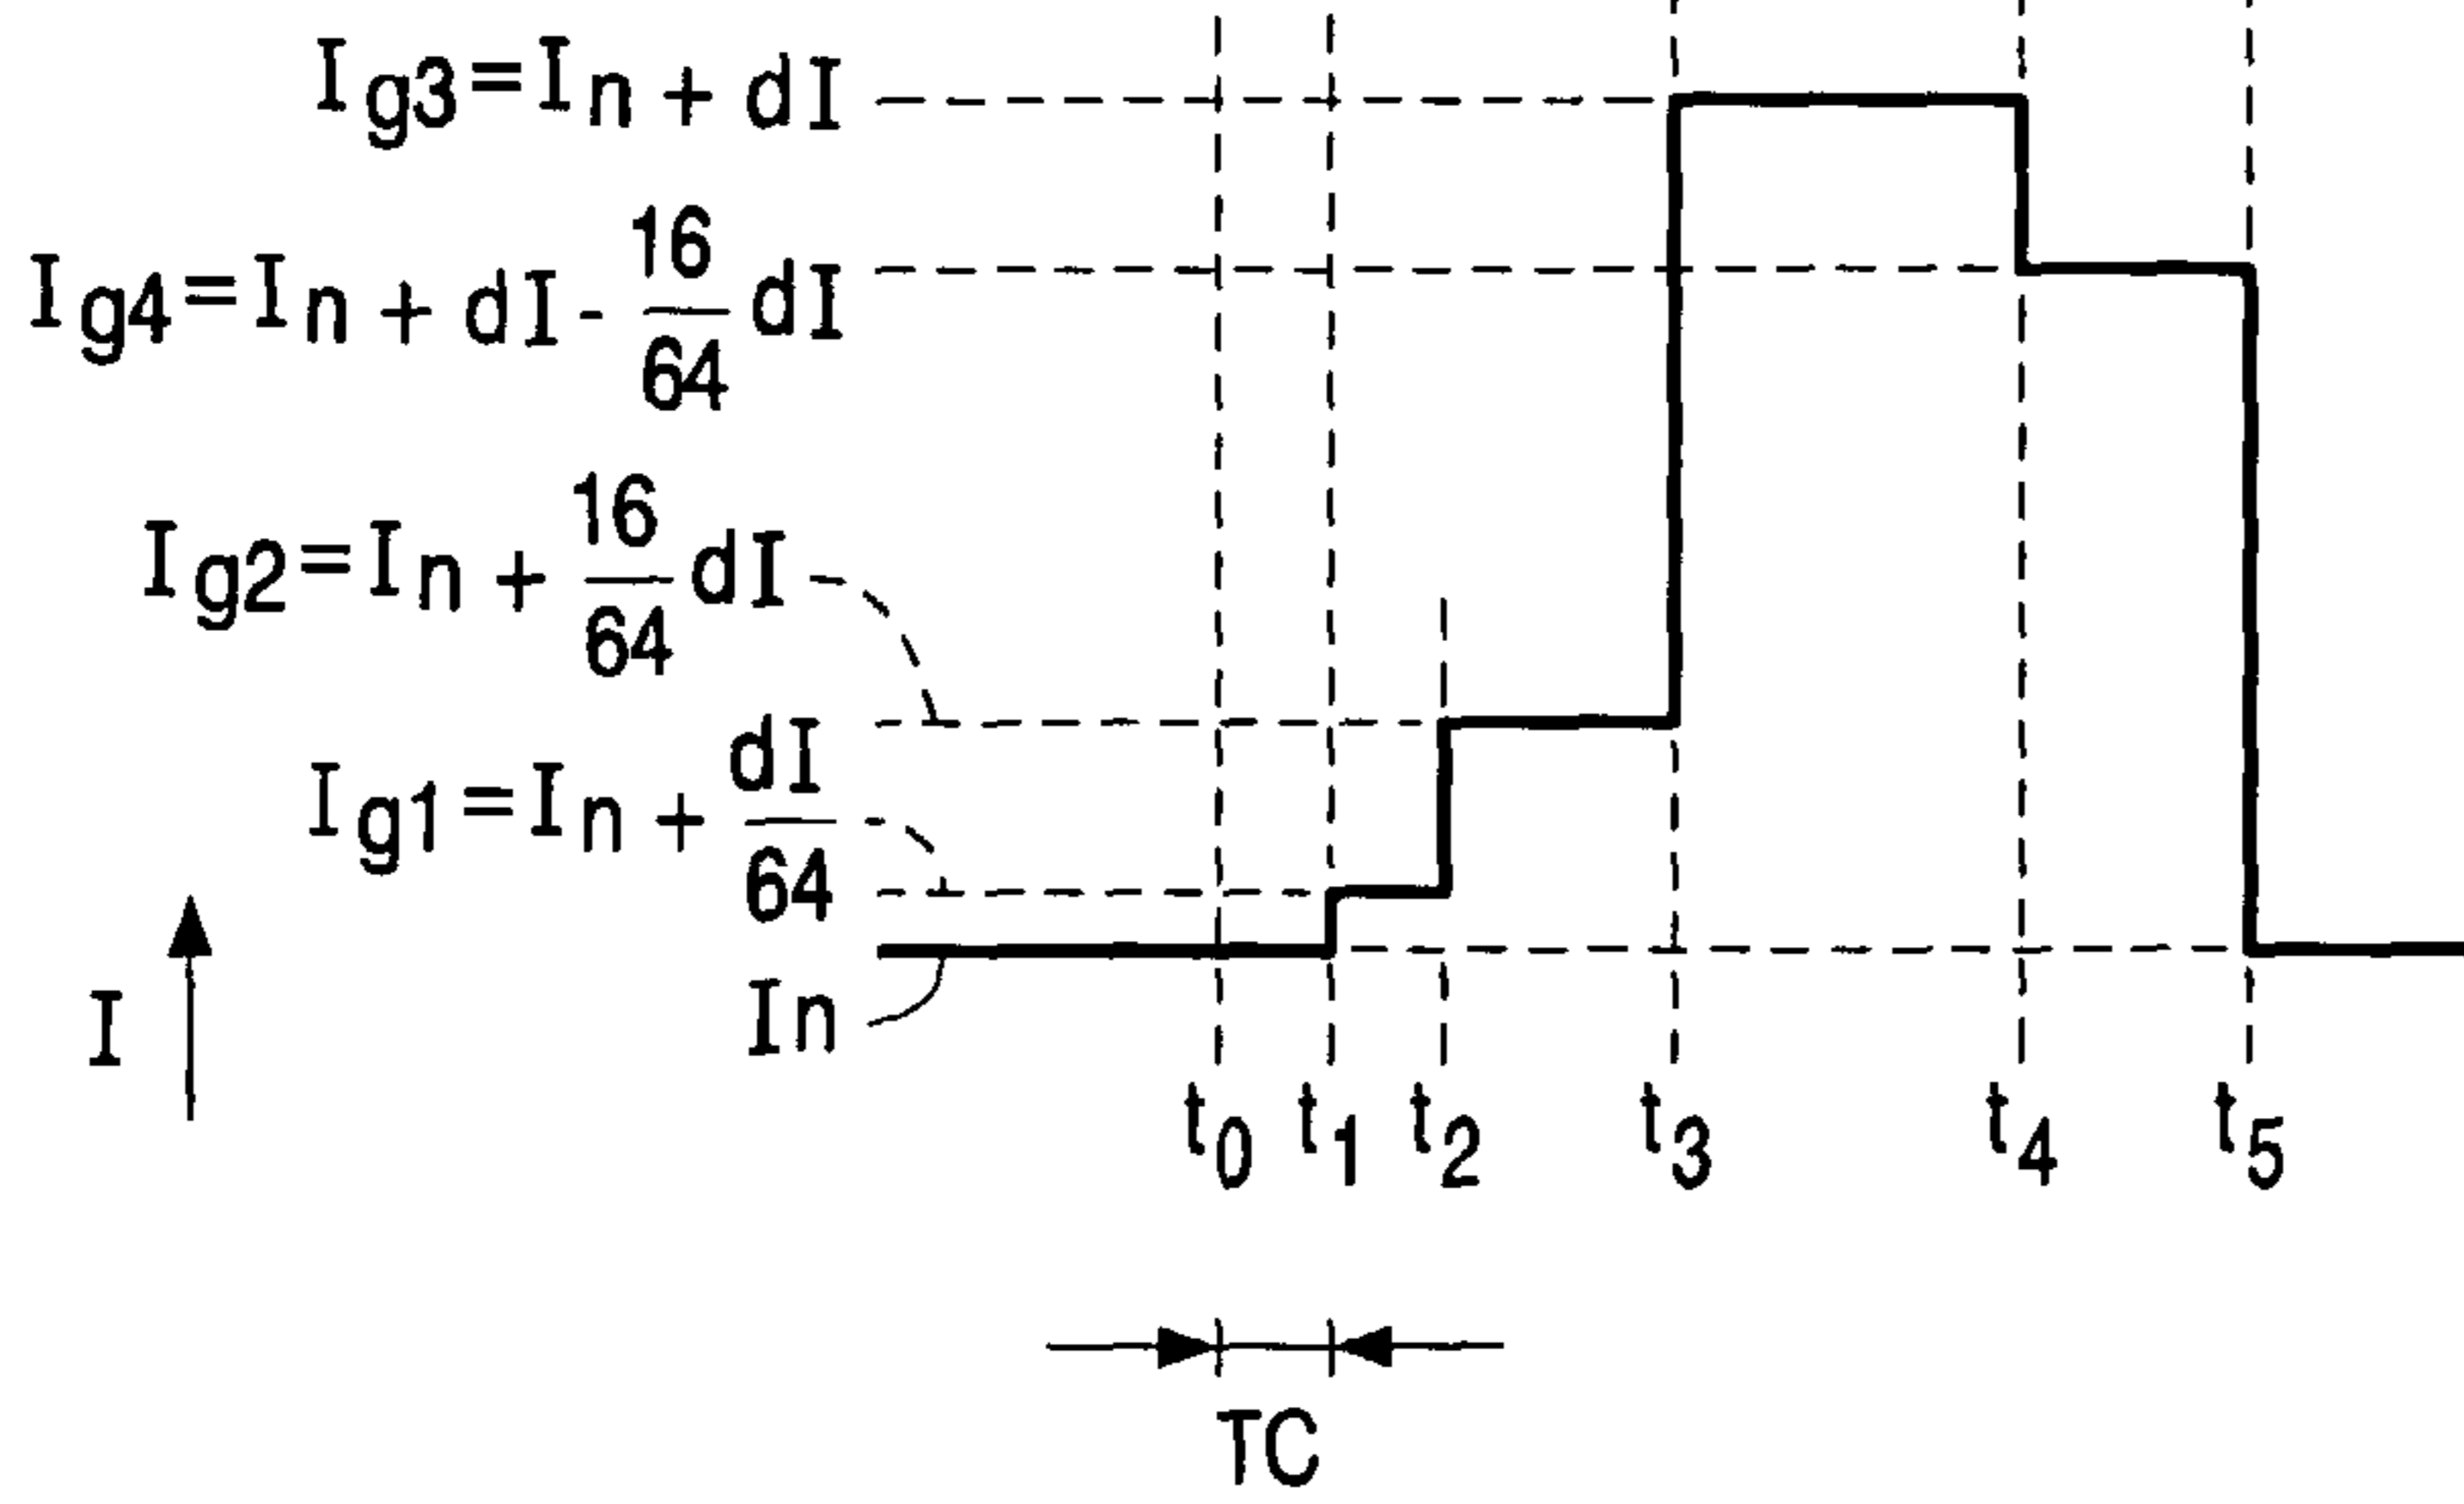 Ig3=In + dI
Ig4=In + dI - 16/64 dI
Ig2=In + 16/64 dI
Ig1=In + dI/64
In
I
t0 t1 t2 t3 t4 t5
TC